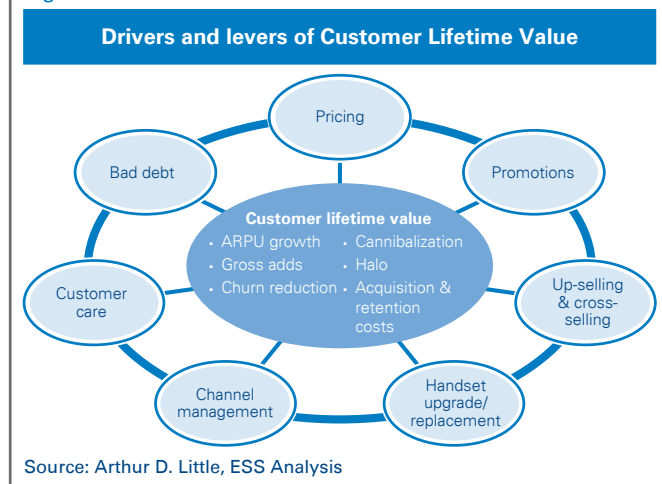 Drivers and levers of Customer Lifetime Value
Pricing
Bad debt
Promotions
Customer lifetime value
· ARPU growth
· Gross adds
· Churn reduction
· Cannibalization
· Halo
· Acquisition &
retention
costs
Customer
care
Up-selling
& cross-
selling
Channel
management
Handset
upgrade/
replacement
Source: Arthur D. Little, ESS Analysis